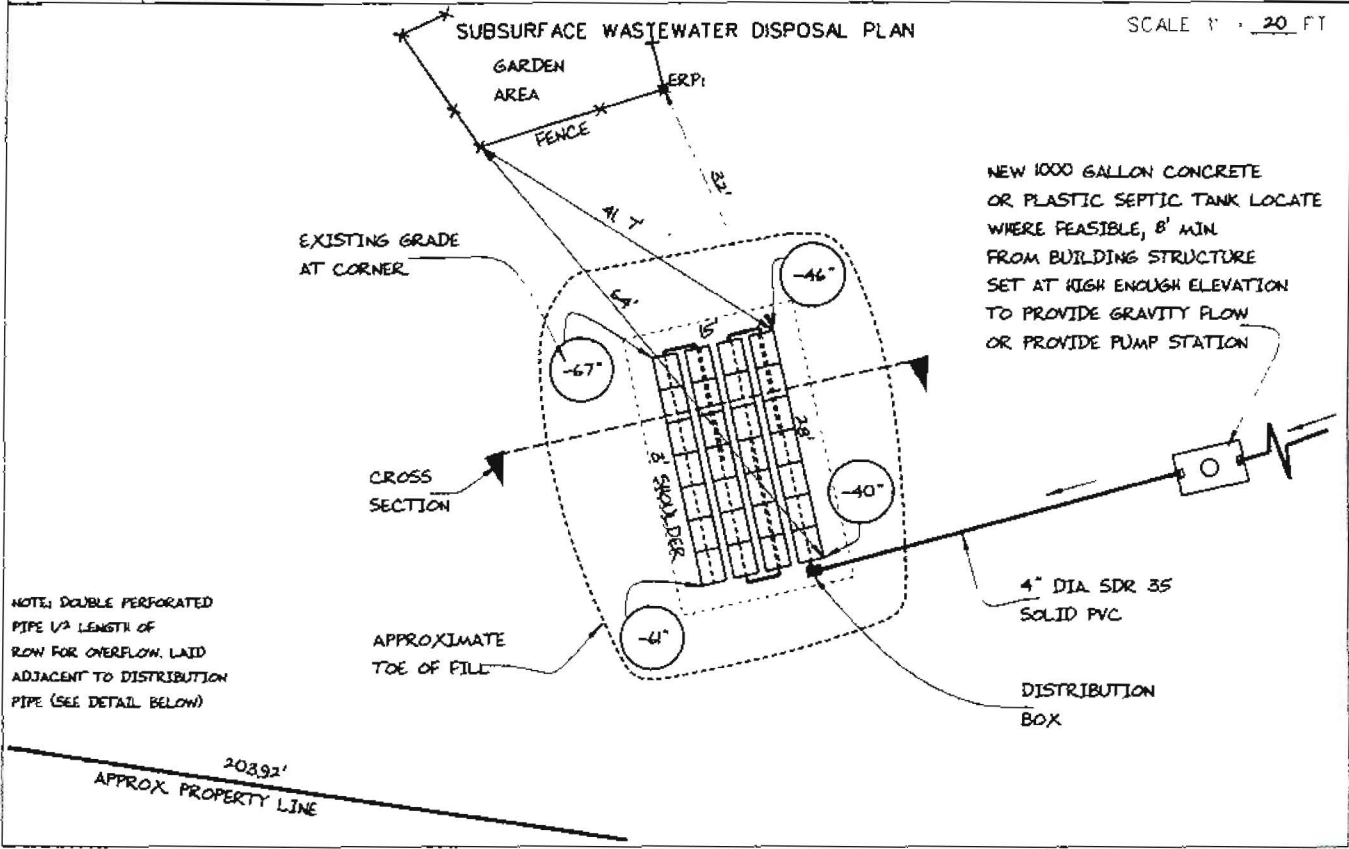 SUBSURFACE WASTEWATER DISPOSAL PLAN
SCALE 1" = 20 FT
GARDEN
AREA
ERP1
FENCE
32'
NEW 1000 GALLON CONCRETE
OR PLASTIC SEPTIC TANK LOCATE
WHERE FEASIBLE, 8' MIN
FROM BUILDING STRUCTURE
SET AT HIGH ENOUGH ELEVATION
TO PROVIDE GRAVITY FLOW
OR PROVIDE PUMP STATION
EXISTING GRADE
AT CORNER
-46"
15'
-67"
28'
CROSS
SECTION
3' SHOULDER
-40"
4" DIA SDR 35
SOLID PVC
NOTE: DOUBLE PERFORATED
PIPE 1/2 LENGTH OF
ROW FOR OVERFLOW. LAID
ADJACENT TO DISTRIBUTION
PIPE (SEE DETAIL BELOW)
APPROXIMATE
TOE OF FILL
-61"
DISTRIBUTION
BOX
203.92'
APPROX. PROPERTY LINE